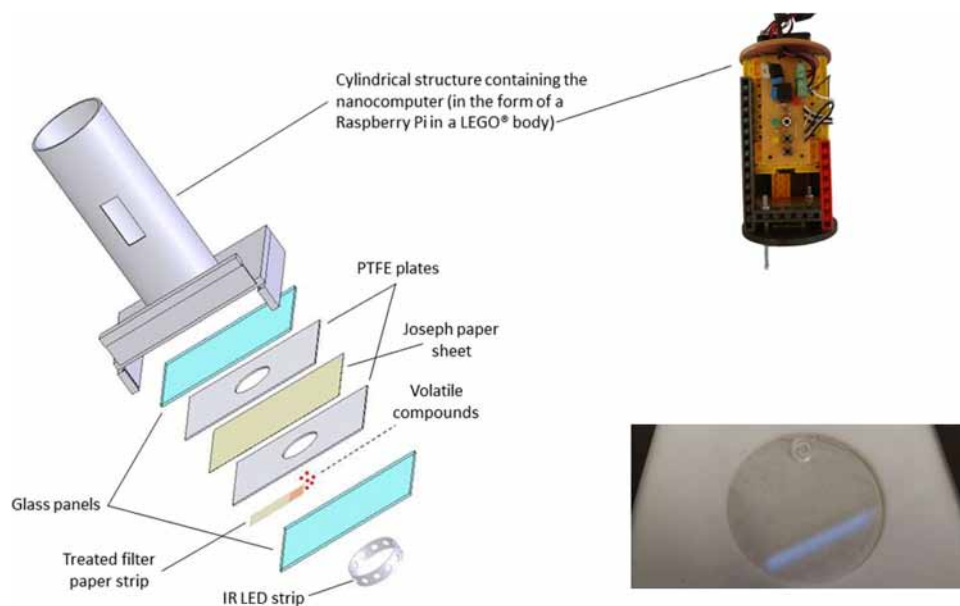 Cylindrical structure containing the
nanocomputer (in the form of a
Raspberry Pi in a LEGO® body)
PTFE plates
Joseph paper
sheet
Volatile
compounds
Glass panels
Treated filter
paper strip
IR LED strip